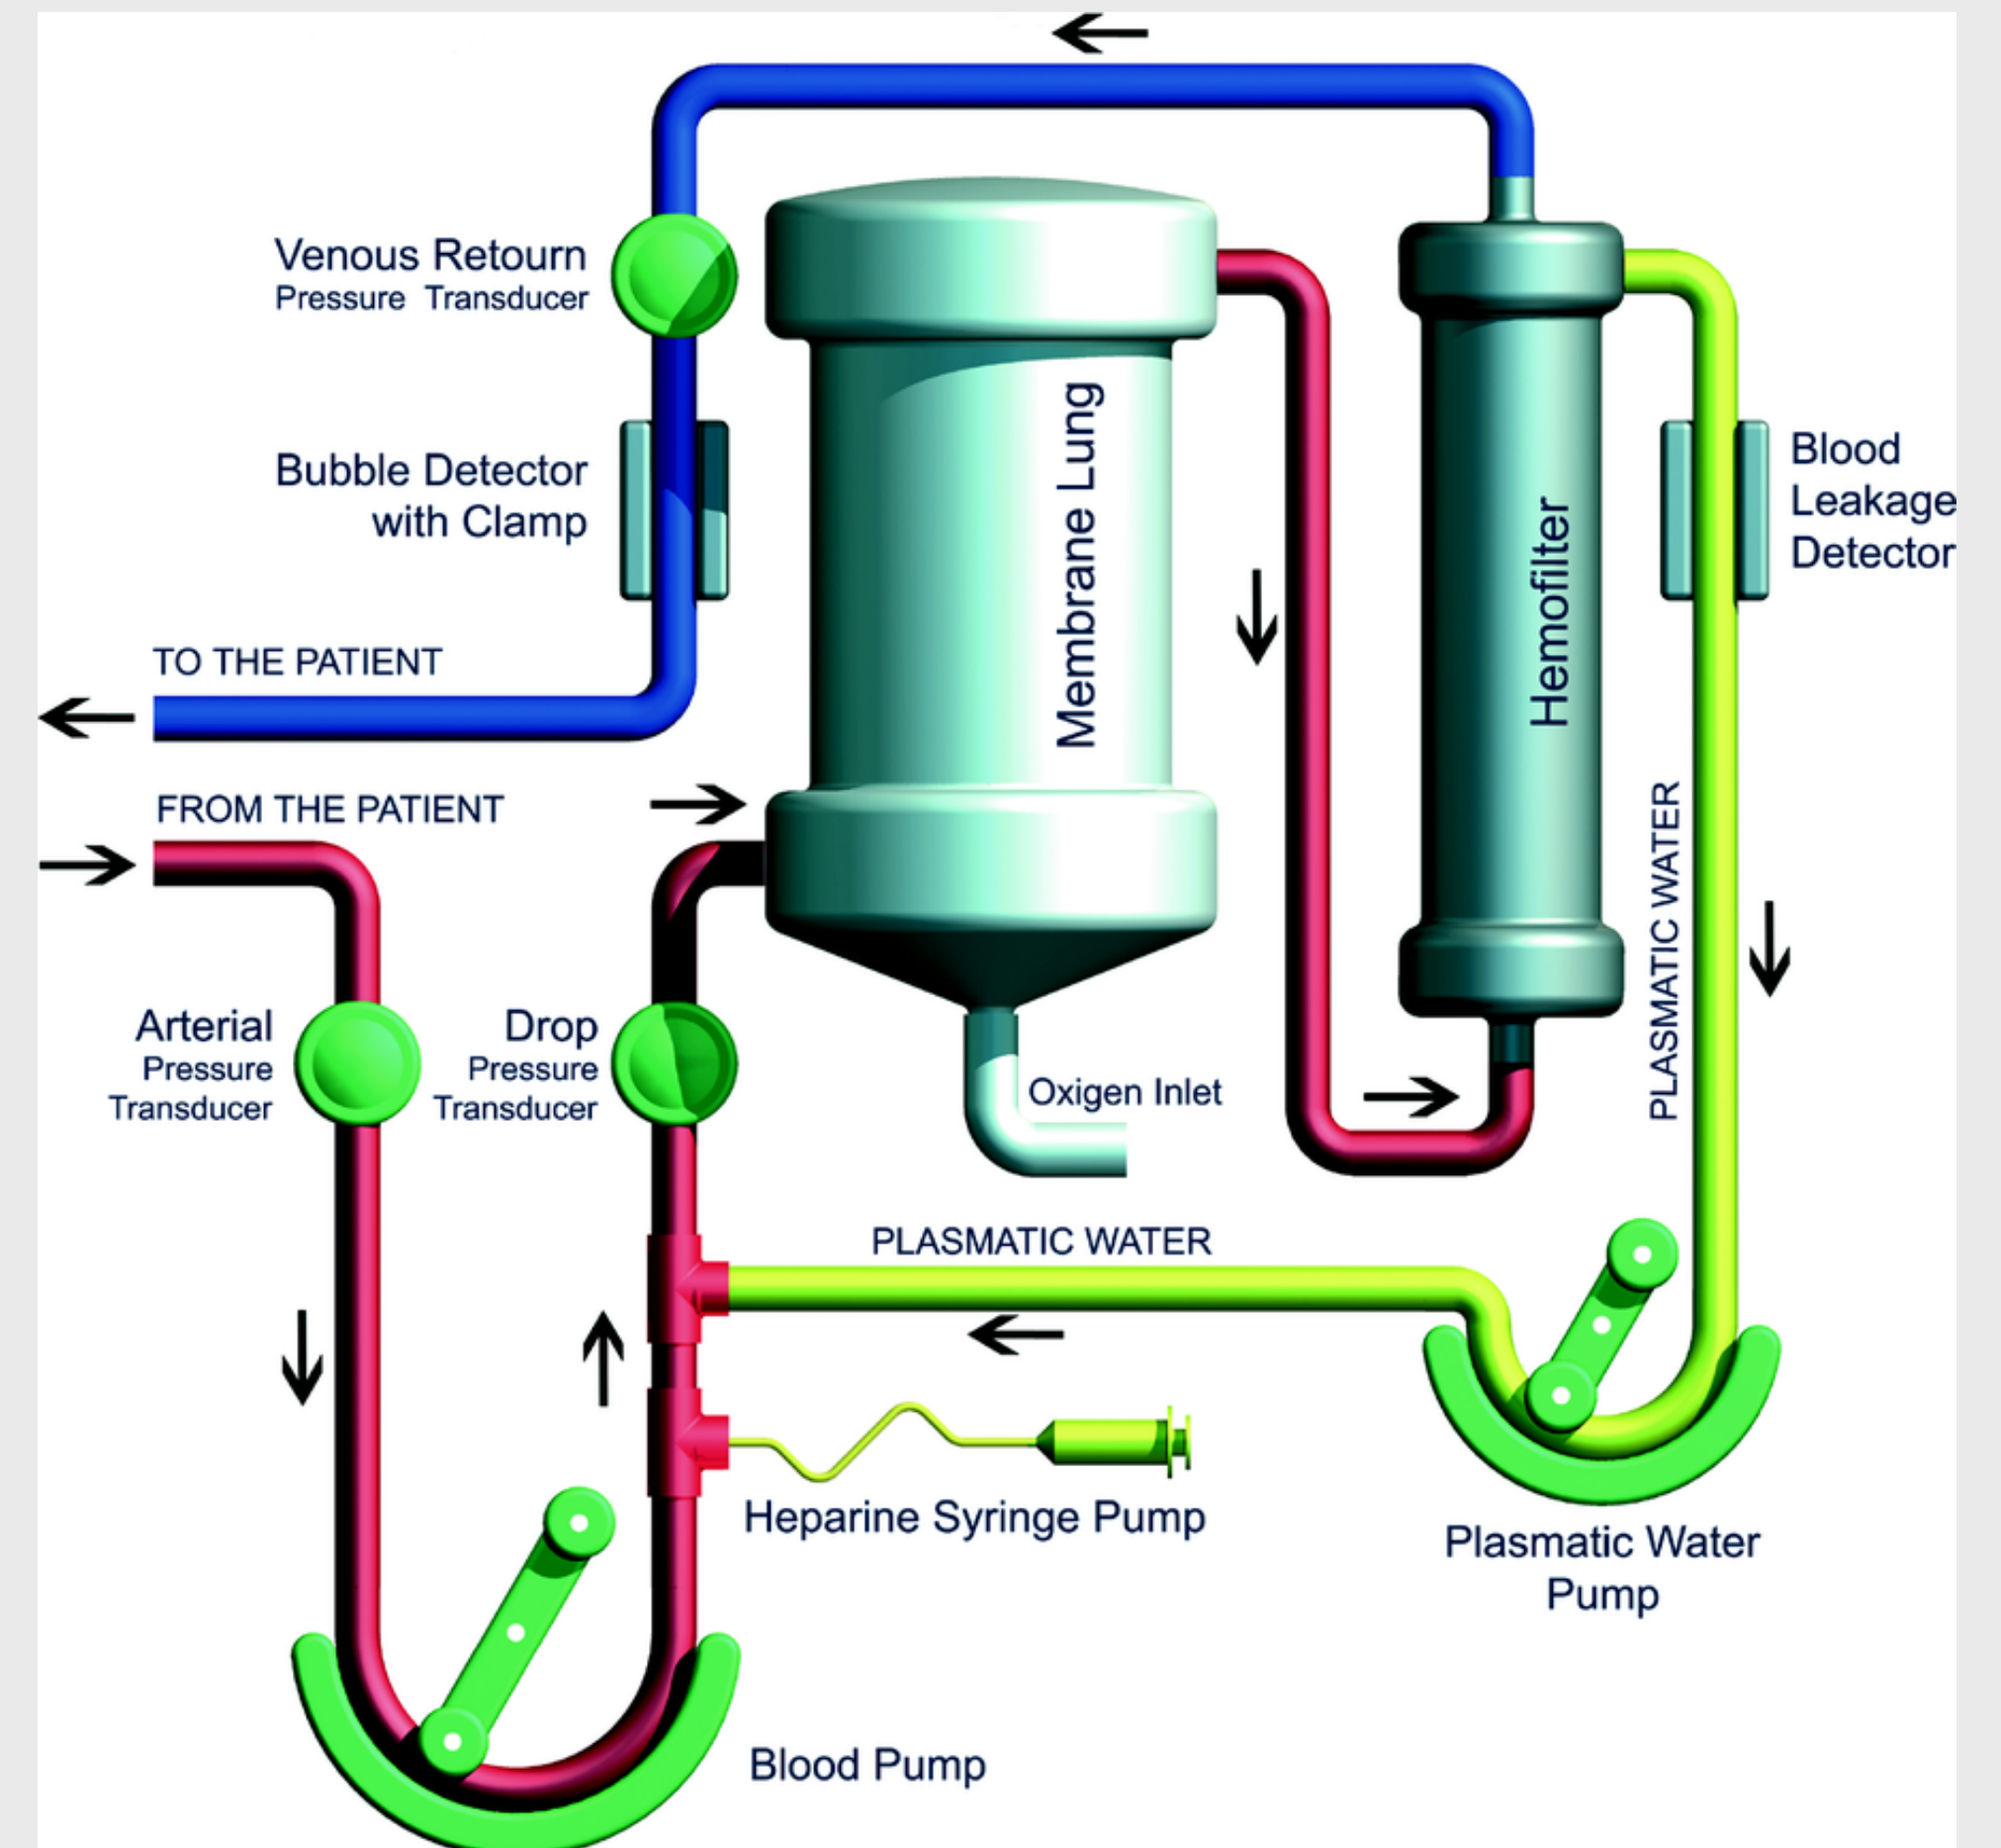 Venous Retourn
Pressure Transducer
Bubble Detector
with Clamp
TO THE PATIENT
FROM THE PATIENT
Membrane Lung
Hemofilter
Blood
Leakage
Detector
PLASMATIC WATER
Arterial
Pressure
Transducer
Drop
Pressure
Transducer
Oxigen Inlet
PLASMATIC WATER
Heparine Syringe Pump
Plasmatic Water
Pump
Blood Pump